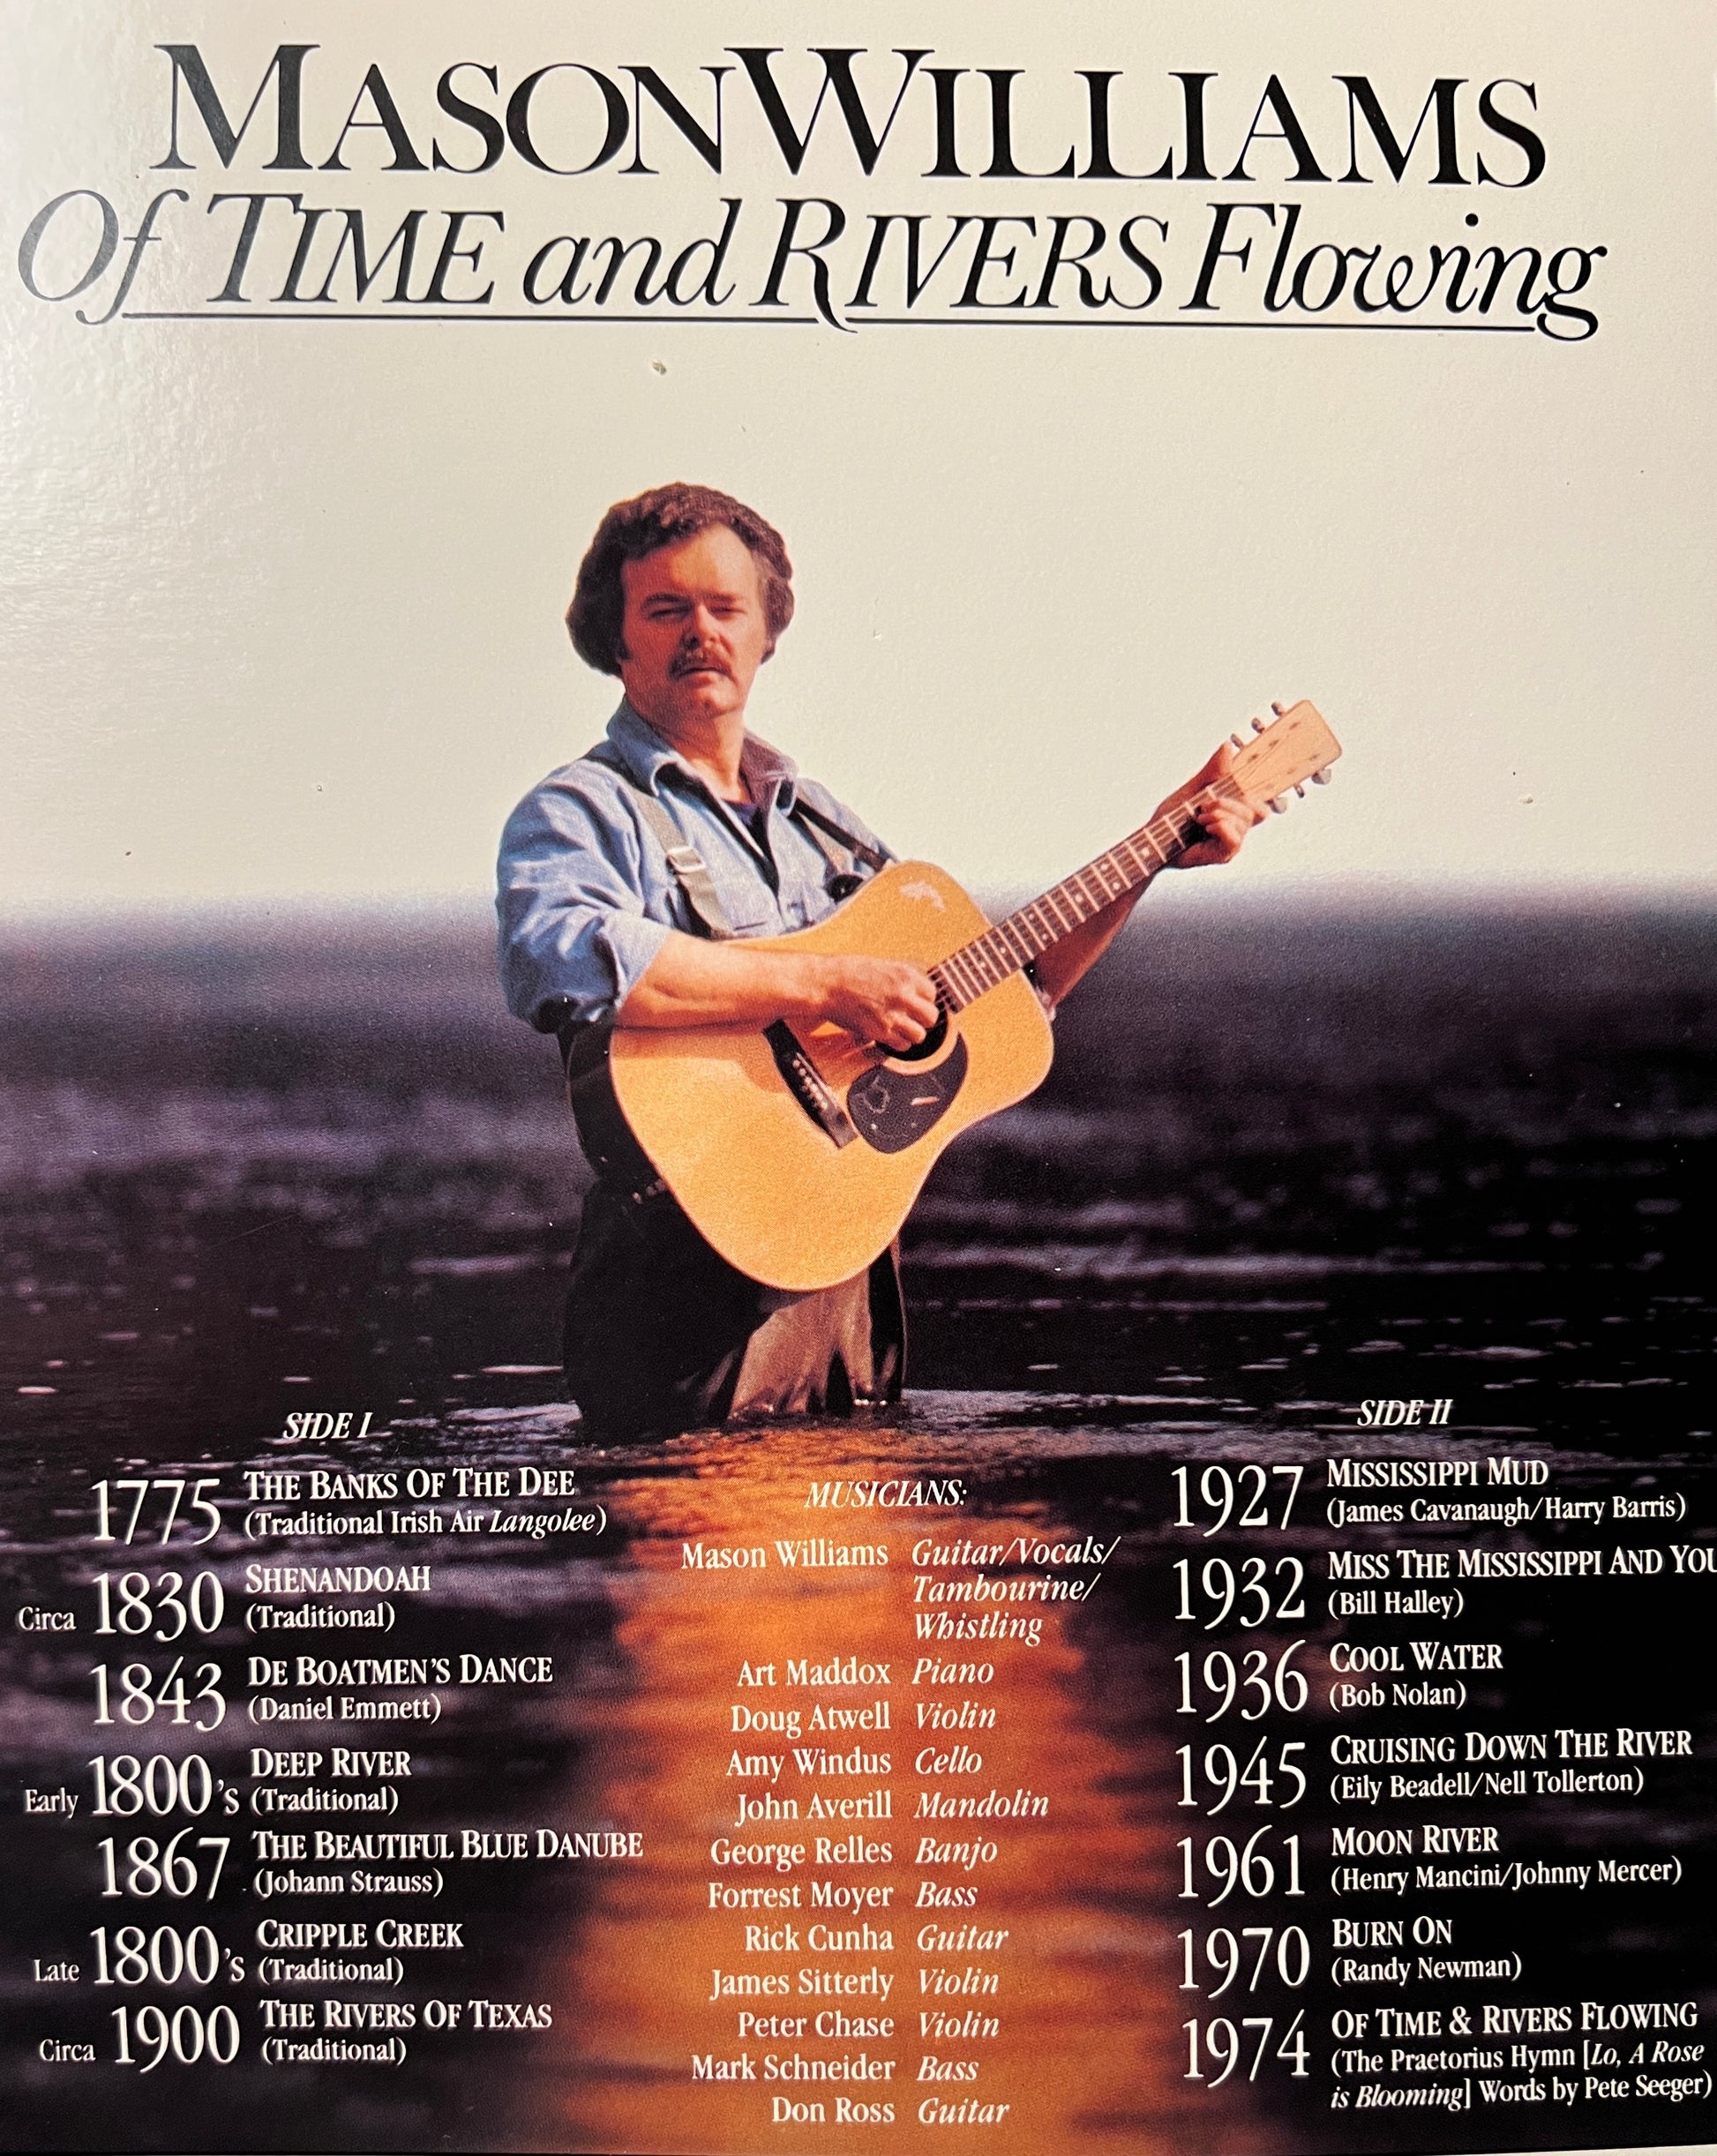 MASON WILLIAMS
Of TIME and RIVERS Flowing
SIDE I
1775 THE BANKS OF THE DEE
(Traditional Irish Air Langolee)
Circa 1830 SHENANDOAH
(Traditional)
1843 DE BOATMEN'S DANCE
(Daniel Emmett)
Early 1800's DEEP RIVER
(Traditional)
1867 THE BEAUTIFUL BLUE DANUBE
(Johann Strauss)
Late 1800's CRIPPLE CREEK
(Traditional)
Circa 1900 THE RIVERS OF TEXAS
(Traditional)
MUSICIANS:
Mason Williams Guitar/Vocals/
Tambourine/
Whistling
Art Maddox Piano
Doug Atwell Violin
Amy Windus Cello
John Averill Mandolin
George Relles Banjo
Forrest Moyer Bass
Rick Cunha Guitar
James Sitterly Violin
Peter Chase Violin
Mark Schneider Bass
Don Ross Guitar
SIDE II
1927 MISSISSIPPI MUD
(James Cavanaugh/Harry Barris)
1932 MISS THE MISSISSIPPI AND YOU
(Bill Halley)
1936 COOL WATER
(Bob Nolan)
1945 CRUISING DOWN THE RIVER
(Eily Beadell/Nell Tollerton)
1961 MOON RIVER
(Henry Mancini/Johnny Mercer)
1970 BURN ON
(Randy Newman)
1974 OF TIME & RIVERS FLOWING
(The Praetorius Hymn [Lo, A Rose
is Blooming] Words by Pete Seeger)